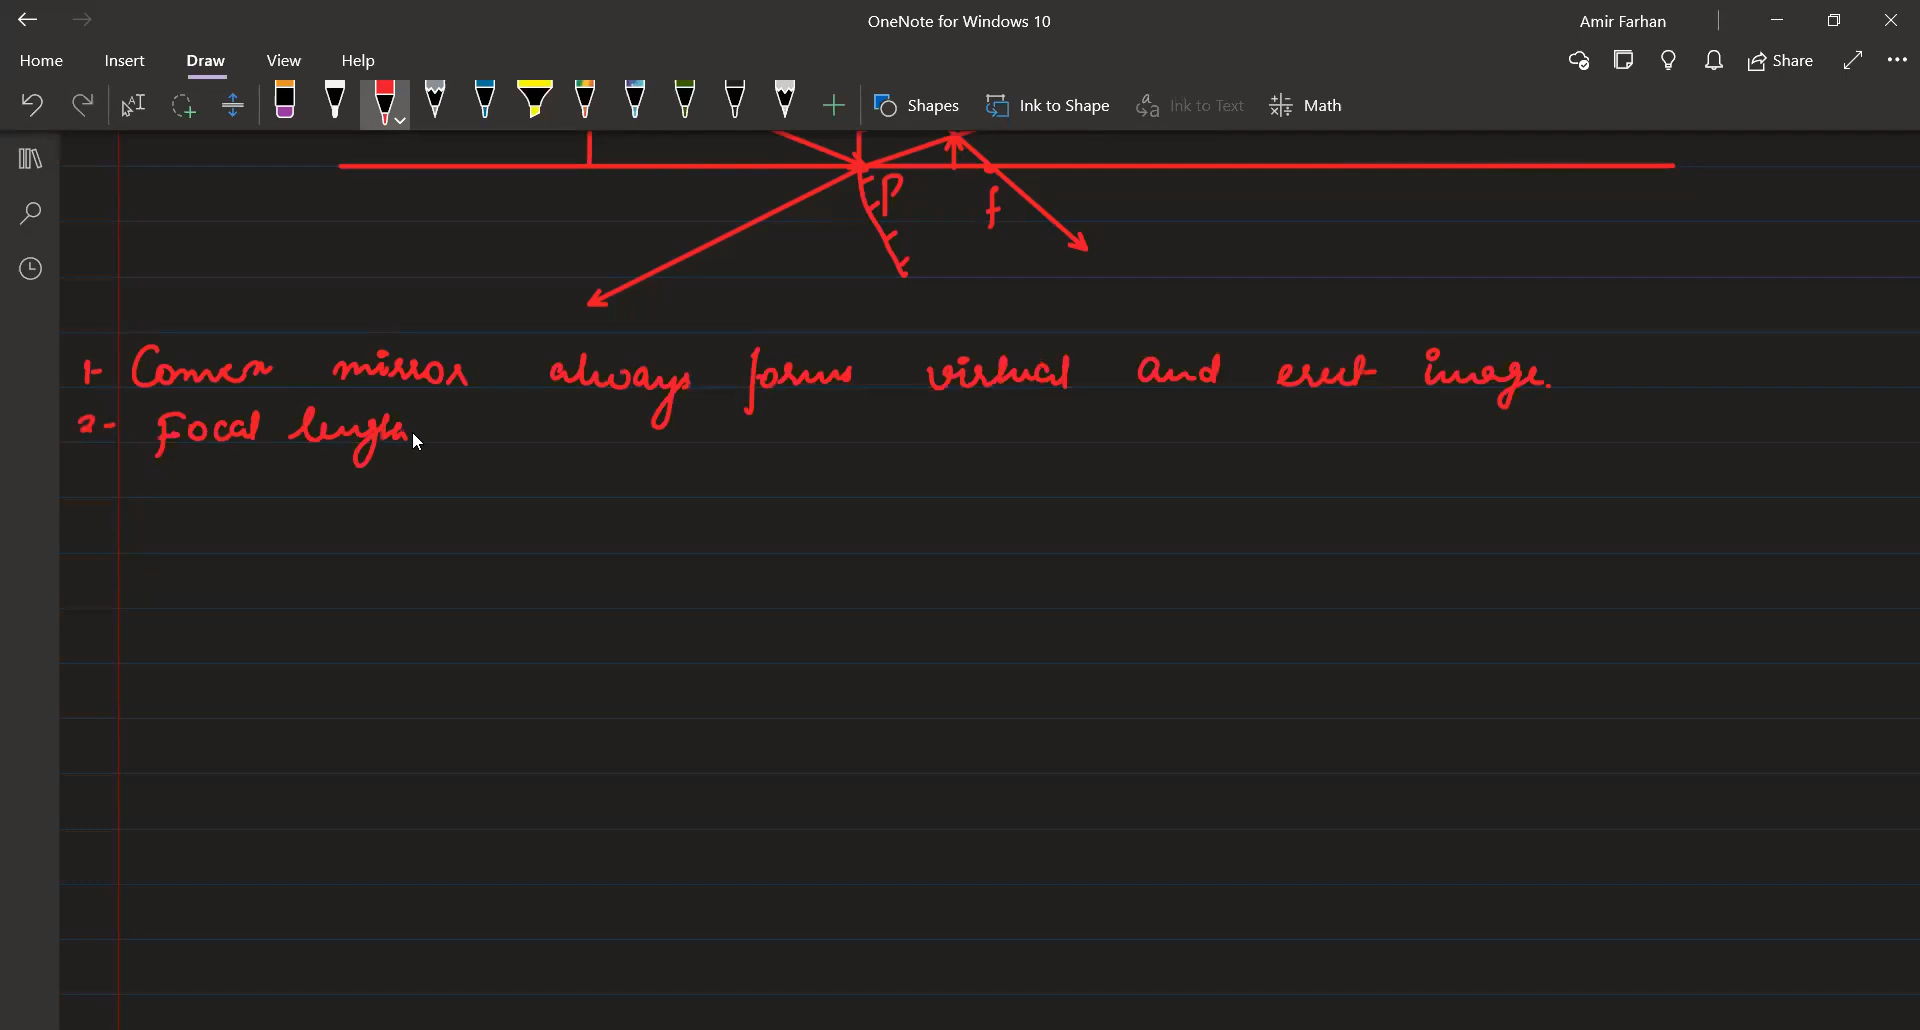 OneNote for Windows 10
Amir Farhan
Home Insert Draw View Help
Share
Shapes Ink to Shape Ink to Text Math
P
f
1- Convex mirror always forms virtual and erect image.
2- Focal length